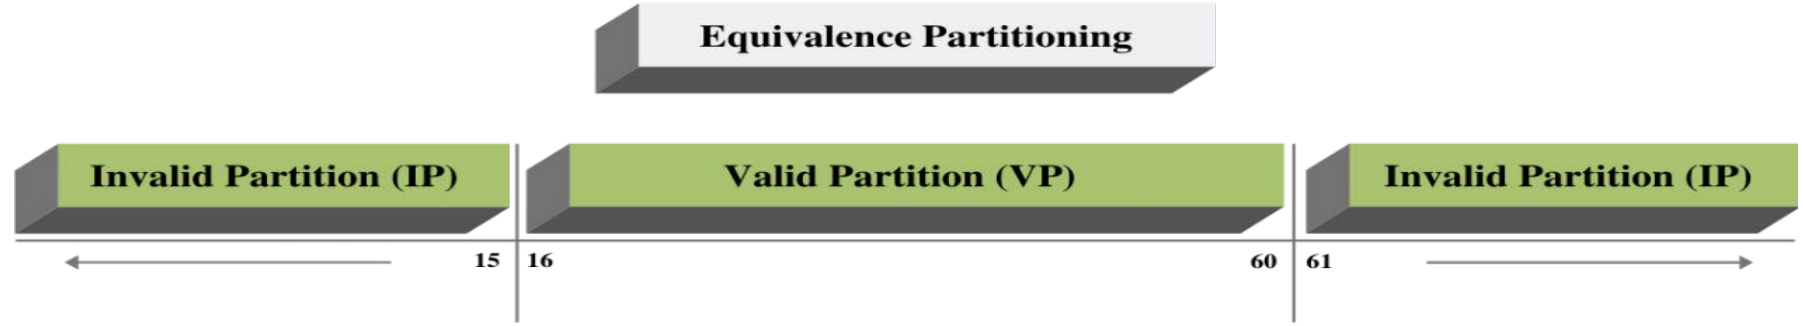 Equivalence Partitioning
Invalid Partition (IP)
Valid Partition (VP)
Invalid Partition (IP)
15
16
60
61